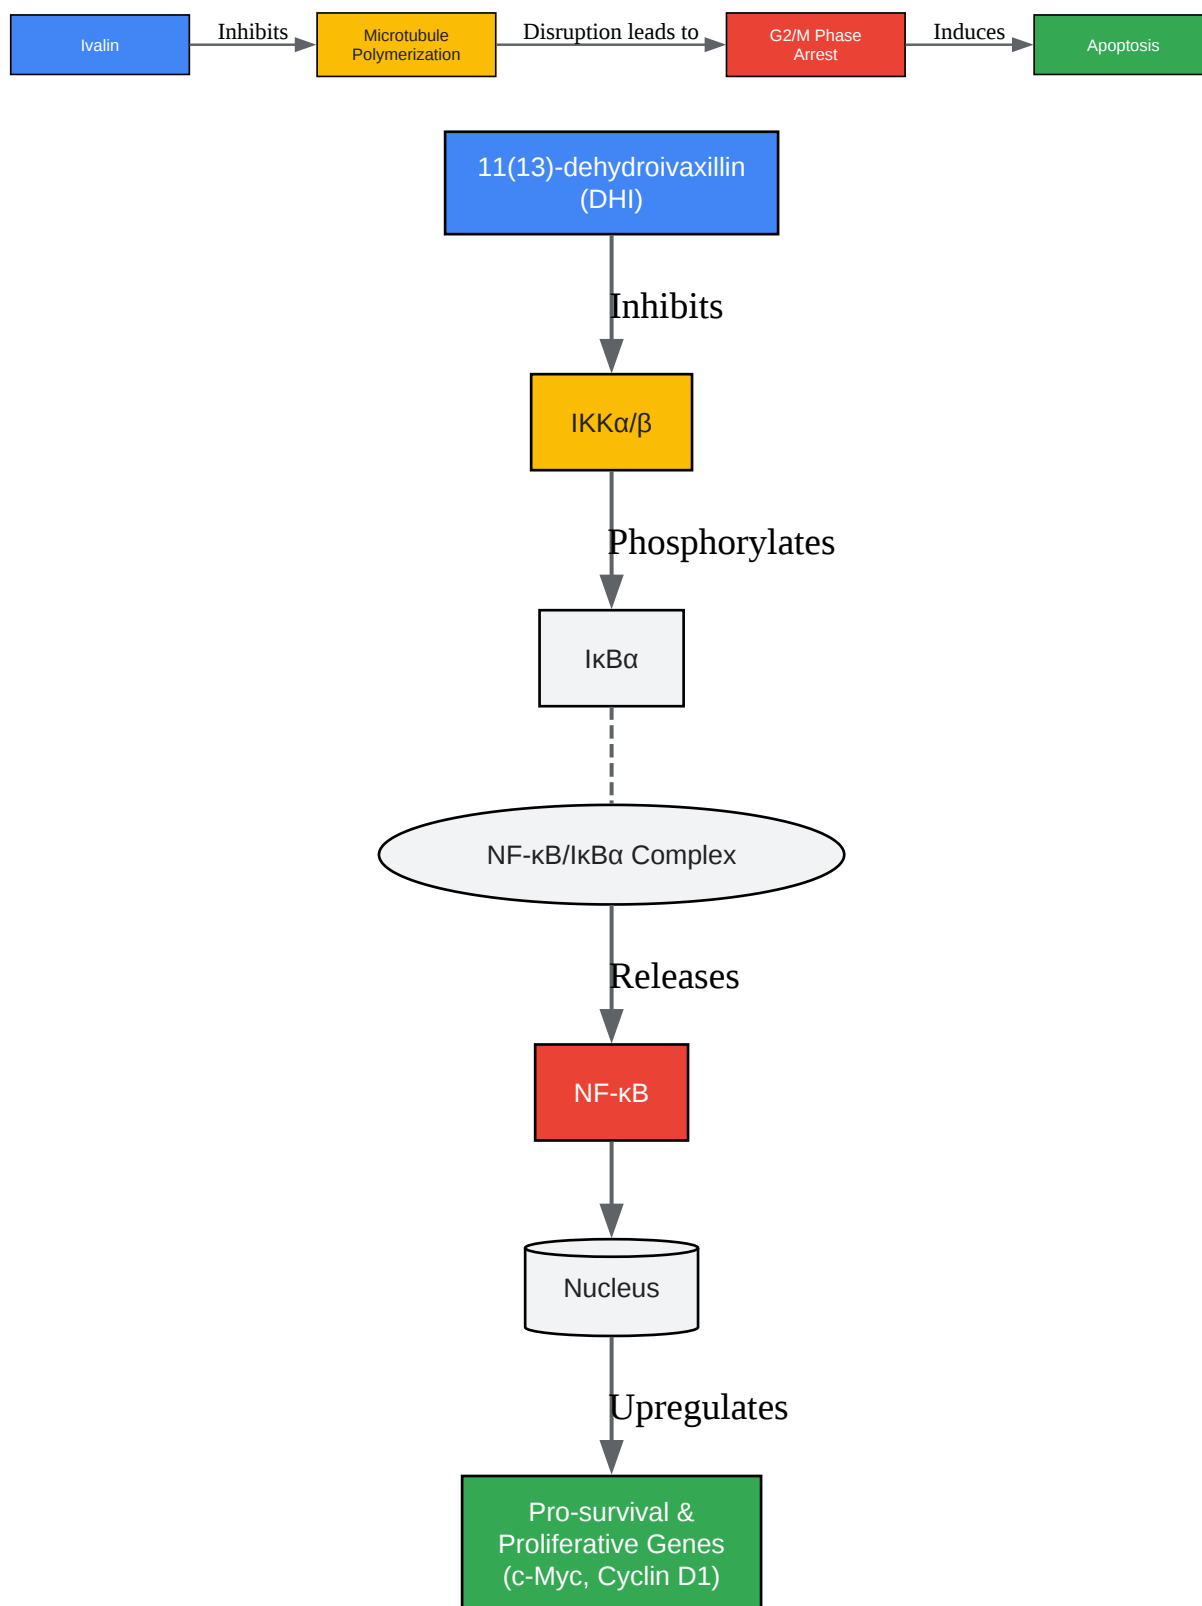 Ivalin
Inhibits
Microtubule
Polymerization
Disruption leads to
G2/M Phase
Arrest
Induces
Apoptosis
11(13)-dehydroivaxillin
(DHI)
Inhibits
IKKα/β
Phosphorylates
IκBα
NF-κB/IκBα Complex
Releases
NF-κB
Nucleus
Upregulates
Pro-survival &
Proliferative Genes
(c-Myc, Cyclin D1)